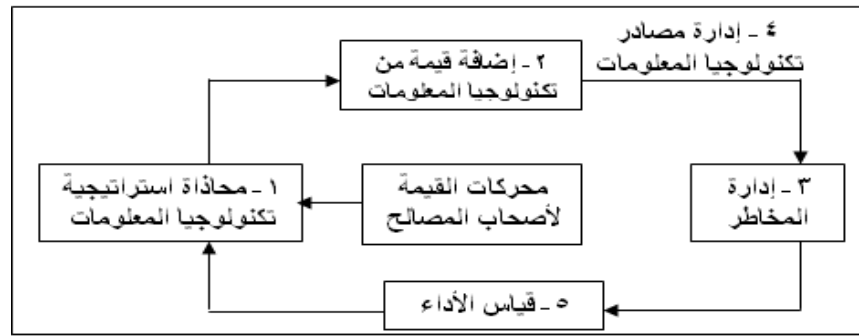 ٤ - إدارة مصادر
تكنولوجيا المعلومات
٢ - إضافة قيمة من
تكنولوجيا المعلومات
١ - محاذاة استراتيجية
تكنولوجيا المعلومات
محركات القيمة
لأصحاب المصالح
٣ - إدارة
المخاطر
٥ - قياس الأداء